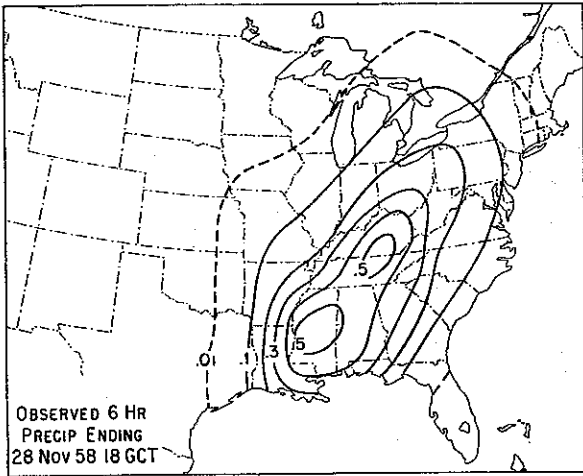 .5
.5
.01
.1
.3
OBSERVED 6 HR
PRECIP ENDING
28 NOV 58 18 GCT